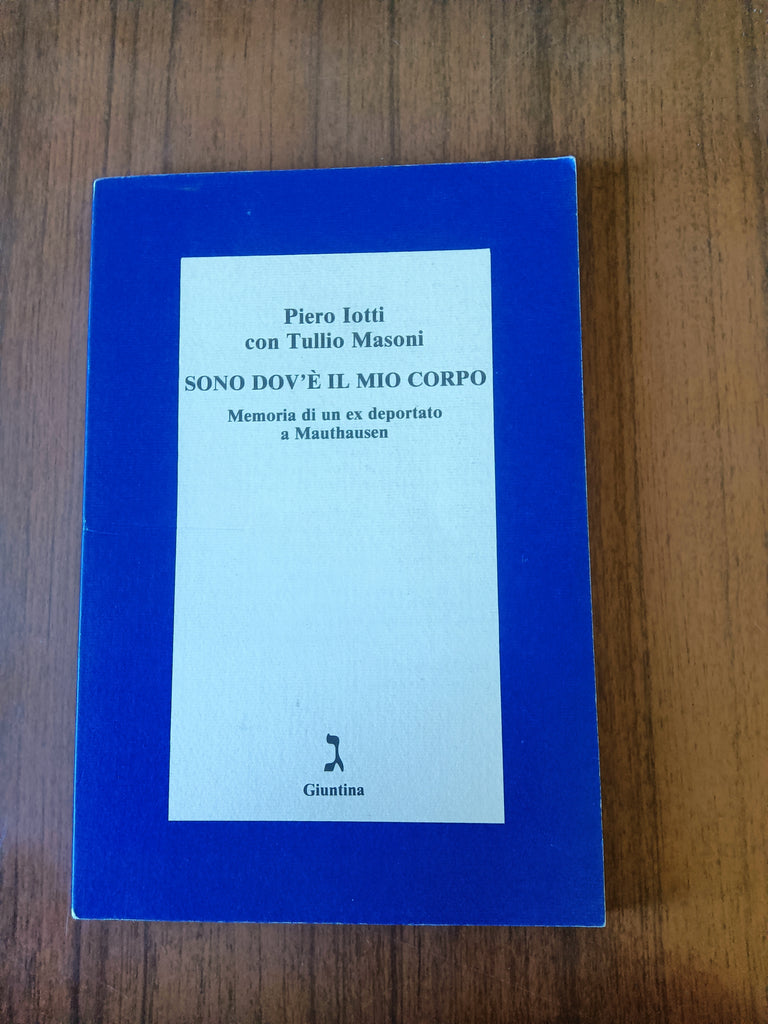 Piero Iotti
con Tullio Masoni
SONO DOV'È IL MIO CORPO
Memoria di un ex deportato
a Mauthausen
ג
Giuntina